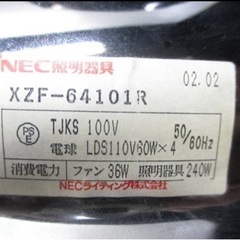 NEC照明器具
02.02
XZF-64101R
PSE
TJKS 100V
50/60Hz
電球 LDS110V60W×4
消費電力 ファン 36W 照明器具 240W
NECライティング株式会社